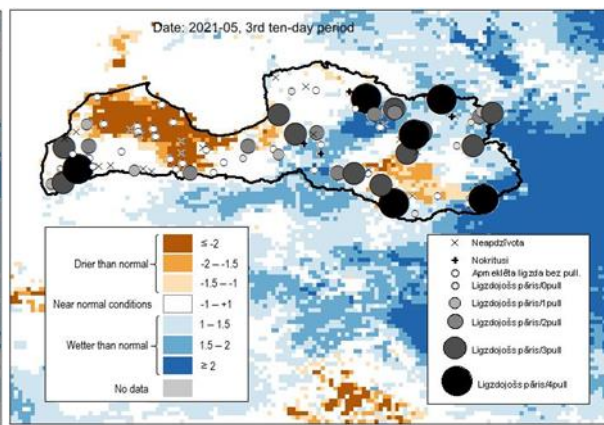 Date: 2021-05, 3rd ten-day period
Drier than normal
≤ -2
-2 – -1.5
-1.5 – -1
Near normal conditions
-1 – +1
Wetter than normal
1 – 1.5
1.5 – 2
≥ 2
No data
Neapdzīvota
Nokritusi
Apmeklēta ligzda bez pull.
Ligzdojošs pāris/0pull
Ligzdojošs pāris/1pull
Ligzdojošs pāris/2pull
Ligzdojošs pāris/3pull
Ligzdojošs pāris/4pull